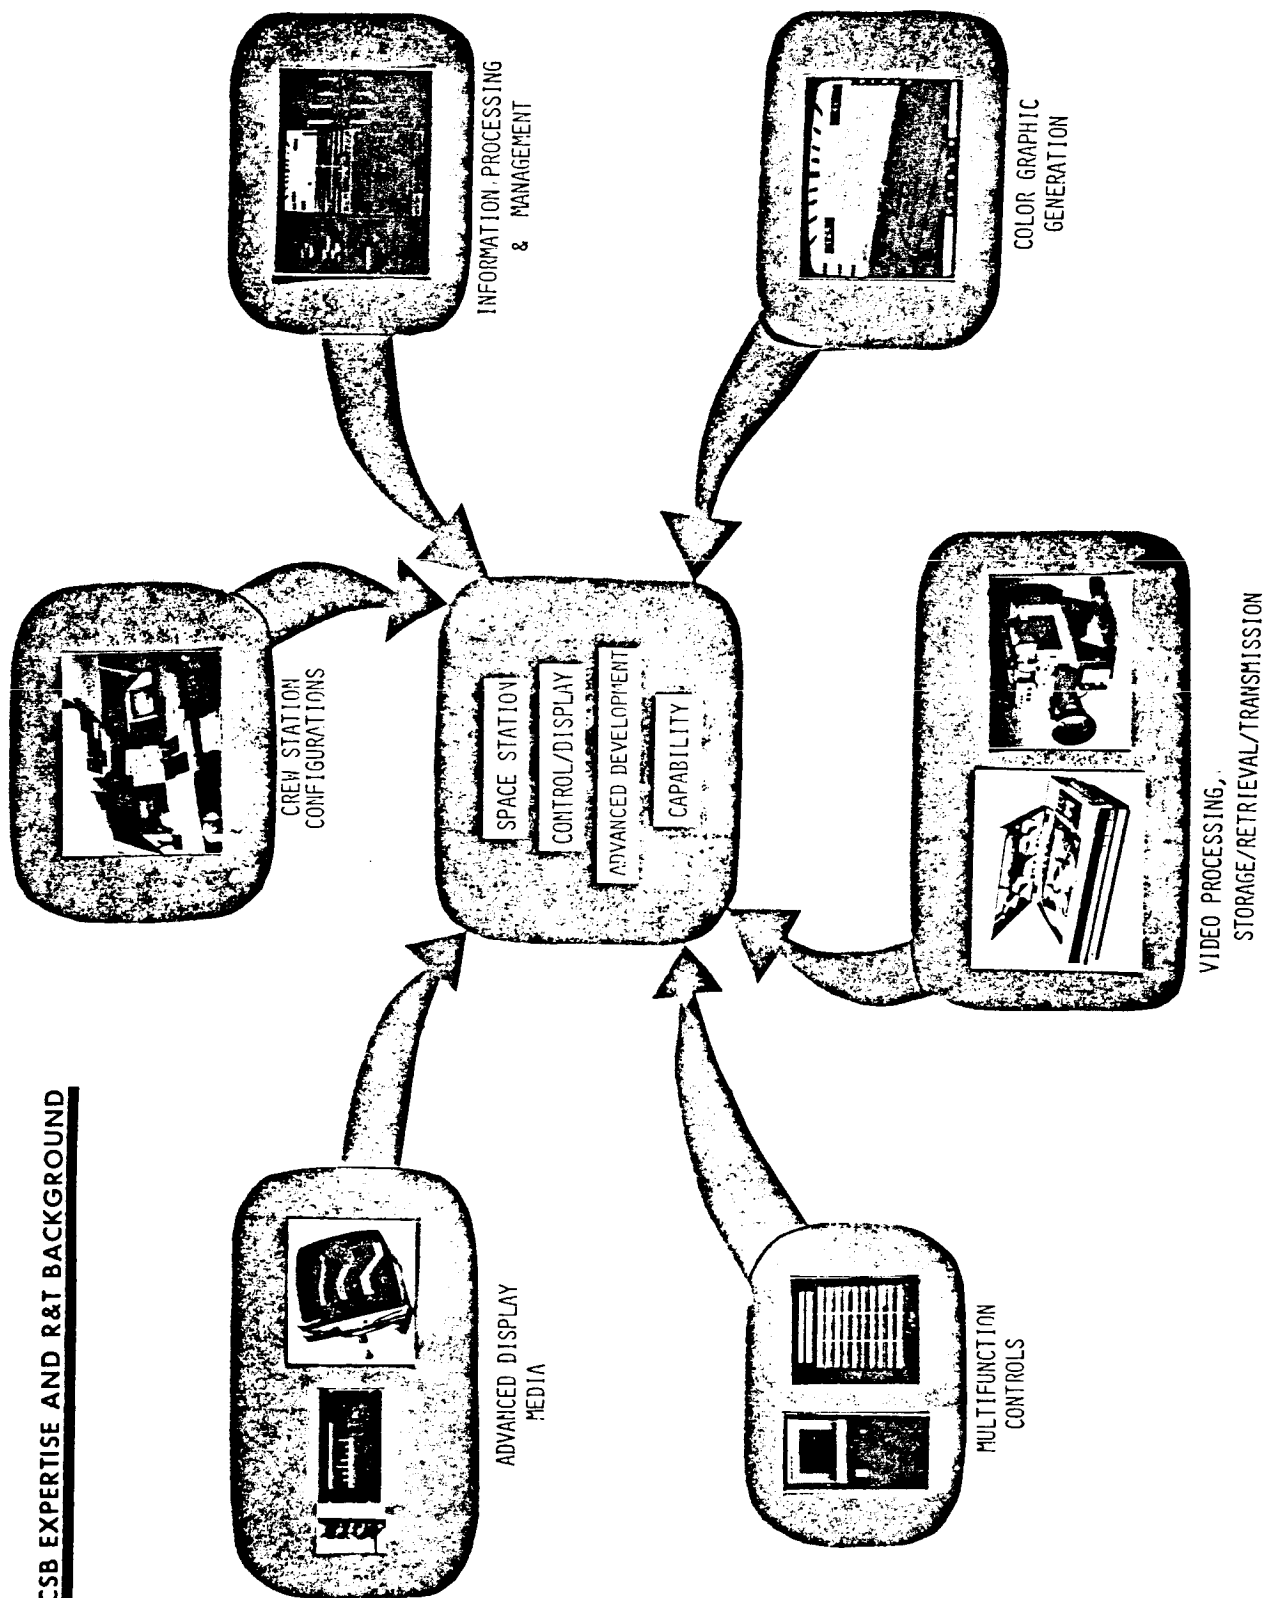 CSB EXPERTISE AND R&T BACKGROUND
ADVANCED DISPLAY
MEDIA
CREW STATION
CONFIGURATIONS
INFORMATION PROCESSING
& MANAGEMENT
SPACE STATION
CONTROL/DISPLAY
ADVANCED DEVELOPMENT
CAPABILITY
MULTIFUNCTION
CONTROLS
VIDEO PROCESSING,
STORAGE/RETRIEVAL/TRANSMISSION
COLOR GRAPHIC
GENERATION